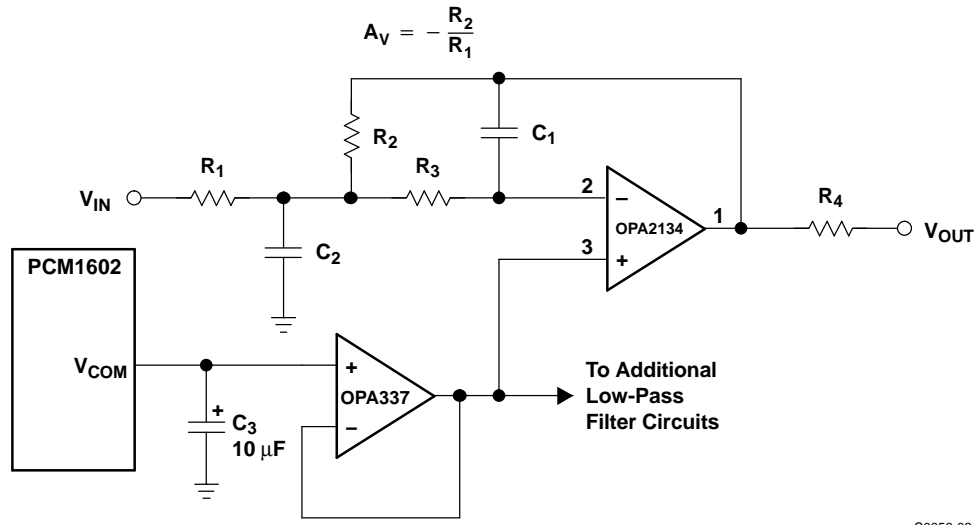 A_V = − R_2 / R_1
R_2
C_1
R_1
R_3
V_IN
2
−
OPA2134
1
R_4
V_OUT
3
+
C_2
PCM1602
V_COM
+
OPA337
−
+
C_3
10 µF
To Additional
Low-Pass
Filter Circuits